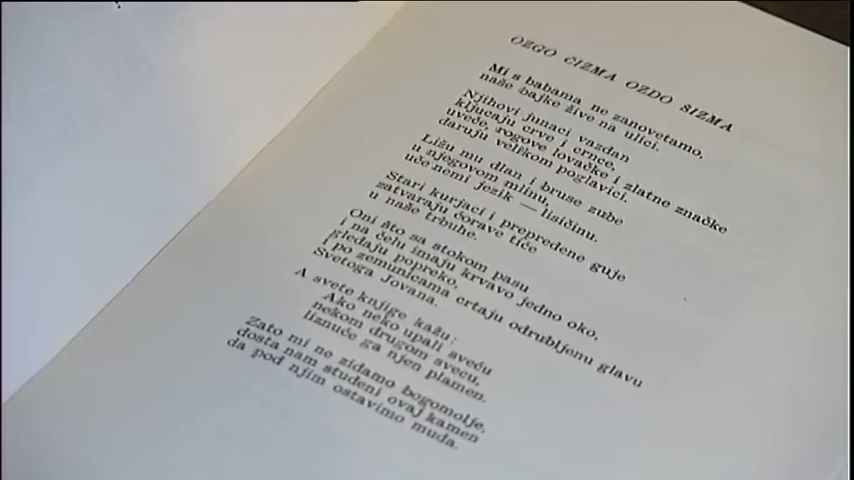 OZGO ČIZMA OZDO ŠIZMA
Mi s babama ne zanovetamo,
naše bajke žive na ulici.
Njihovi junaci vazdan
ključaju crve i crnce,
uveče, rogove lovačke i zlatne značke
daruju velikom poglavici.
Ližu mu dlan i bruse zube
u njegovom mlinu,
uče nemi jezik — lisičinu.
Stari kurjaci i prepredene guje
zatvaraju ćorave tiće
u naše trbuhe.
Oni što sa stokom pasu
i na čelu imaju krvavo jedno oko,
gledaju popreko,
i po zemunicama crtaju odrubljenu glavu
Svetoga Jovana.
A svete knjige kažu:
Ako neko upali sveću
nekom drugom svecu,
liznuće ga njen plamen.
Zato mi ne zidamo bogomolje,
dosta nam studeni ovaj kamen
da pod njim ostavimo muda.